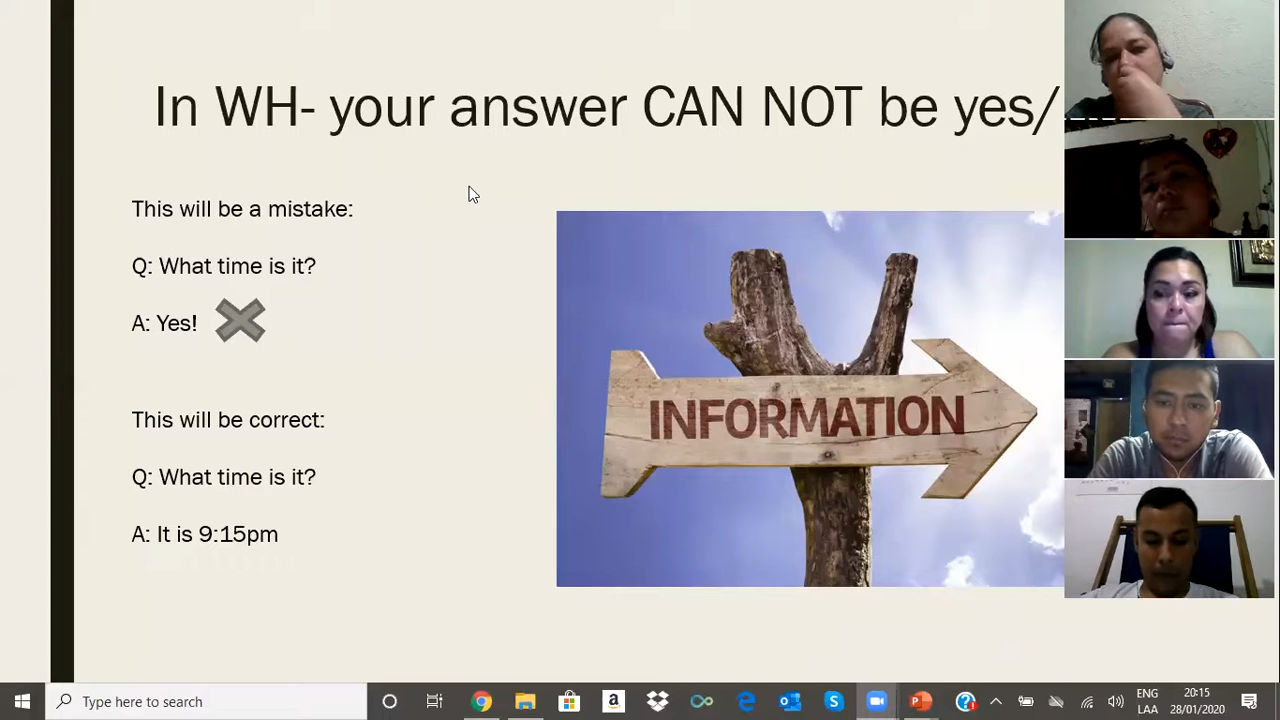 In WH- your answer CAN NOT be yes/
This will be a mistake:
Q: What time is it?
A: Yes!
INFORMATION
This will be correct:
Q: What time is it?
A: It is 9:15pm
Type here to search
ENG
LAA
20:15
28/01/2020